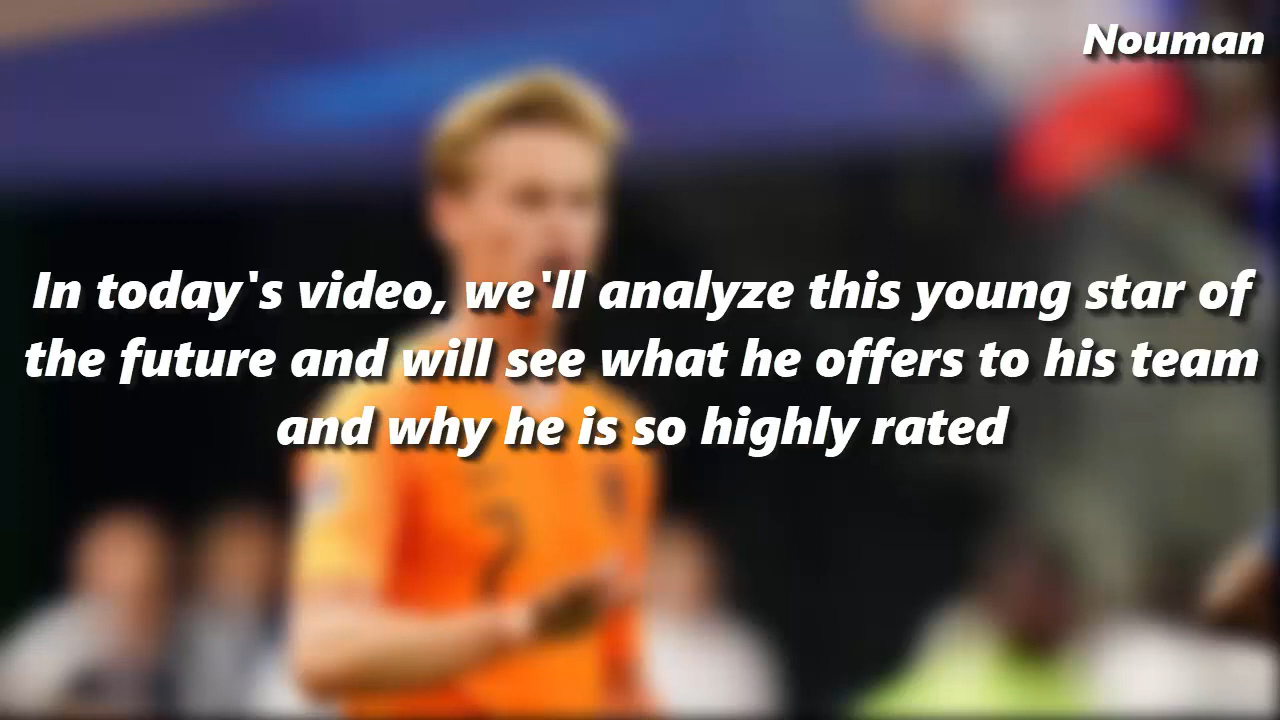 Nouman
In today's video, we'll analyze this young star of
the future and will see what he offers to his team
and why he is so highly rated